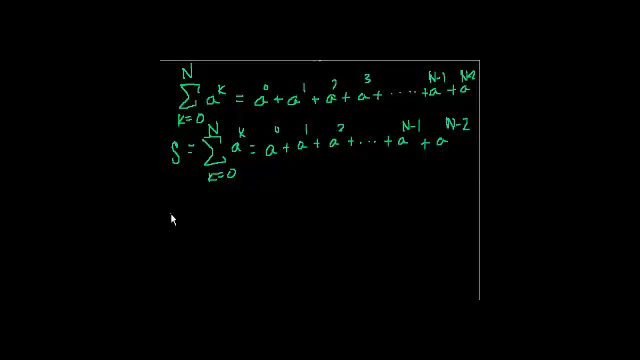 N
∑ a^k = a^0 + a^1 + a^2 + a^3 + ····· + a^{N-1} + a^{N-2}
k=0
N
S = ∑ a^k = a^0 + a^1 + a^2 + ··· + a^{N-1} + a^{N-2}
k=0